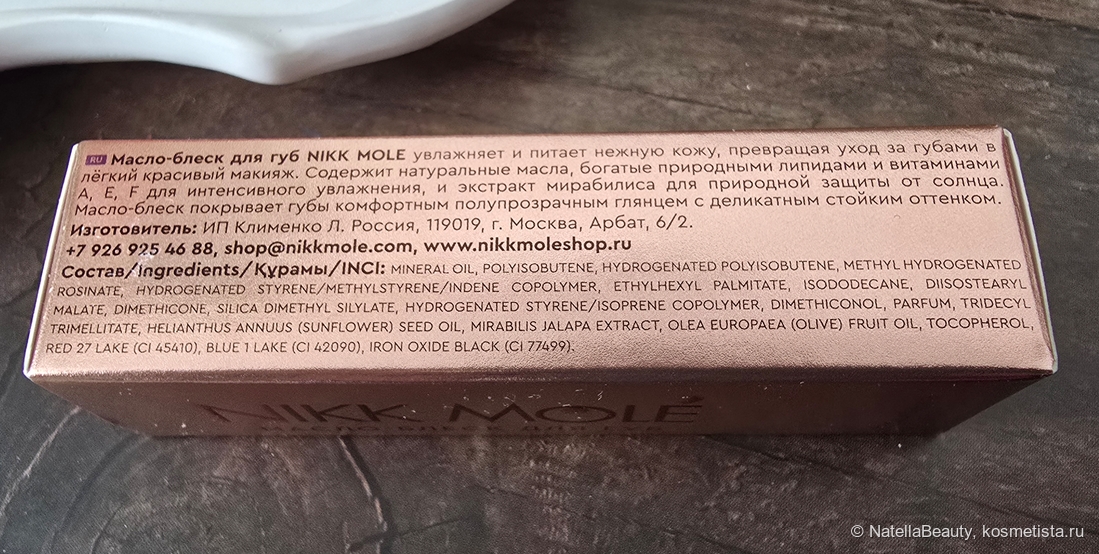 RU Масло-блеск для губ NIKK MOLE увлажняет и питает нежную кожу, превращая уход за губами в
лёгкий красивый макияж. Содержит натуральные масла, богатые природными липидами и витаминами
A, E, F для интенсивного увлажнения, и экстракт мирабилиса для природной защиты от солнца.
Масло-блеск покрывает губы комфортным полупрозрачным глянцем с деликатным стойким оттенком.
Изготовитель: ИП Клименко Л. Россия, 119019, г. Москва, Арбат, 6/2.
+7 926 925 46 88, shop@nikkmole.com, www.nikkmoleshop.ru
Состав/Ingredients/Құрамы/INCI: MINERAL OIL, POLYISOBUTENE, HYDROGENATED POLYISOBUTENE, METHYL HYDROGENATED
ROSINATE, HYDROGENATED STYRENE/METHYLSTYRENE/INDENE COPOLYMER, ETHYLHEXYL PALMITATE, ISODODECANE, DIISOSTEARYL
MALATE, DIMETHICONE, SILICA DIMETHYL SILYLATE, HYDROGENATED STYRENE/ISOPRENE COPOLYMER, DIMETHICONOL, PARFUM, TRIDECYL
TRIMELLITATE, HELIANTHUS ANNUUS (SUNFLOWER) SEED OIL, MIRABILIS JALAPA EXTRACT, OLEA EUROPAEA (OLIVE) FRUIT OIL, TOCOPHEROL,
RED 27 LAKE (CI 45410), BLUE 1 LAKE (CI 42090), IRON OXIDE BLACK (CI 77499).
NIKK MOLÉ
МАСЛО-БЛЕСК ДЛЯ ГУБ
© NatellaBeauty, kosmetista.ru